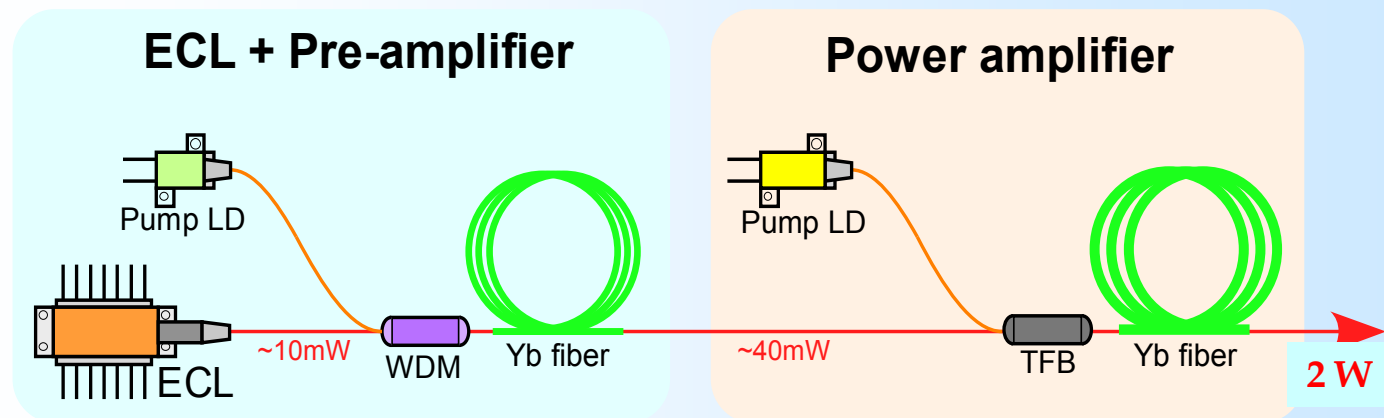 ECL + Pre-amplifier
Pump LD
ECL
~10mW
WDM
Yb fiber
Power amplifier
Pump LD
~40mW
TFB
Yb fiber
2 W